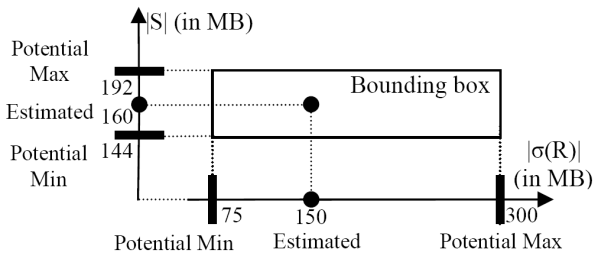 |S| (in MB)
Potential
Max
192
Bounding box
Estimated
160
144
Potential
Min
|σ(R)|
(in MB)
75
150
300
Potential Min
Estimated
Potential Max